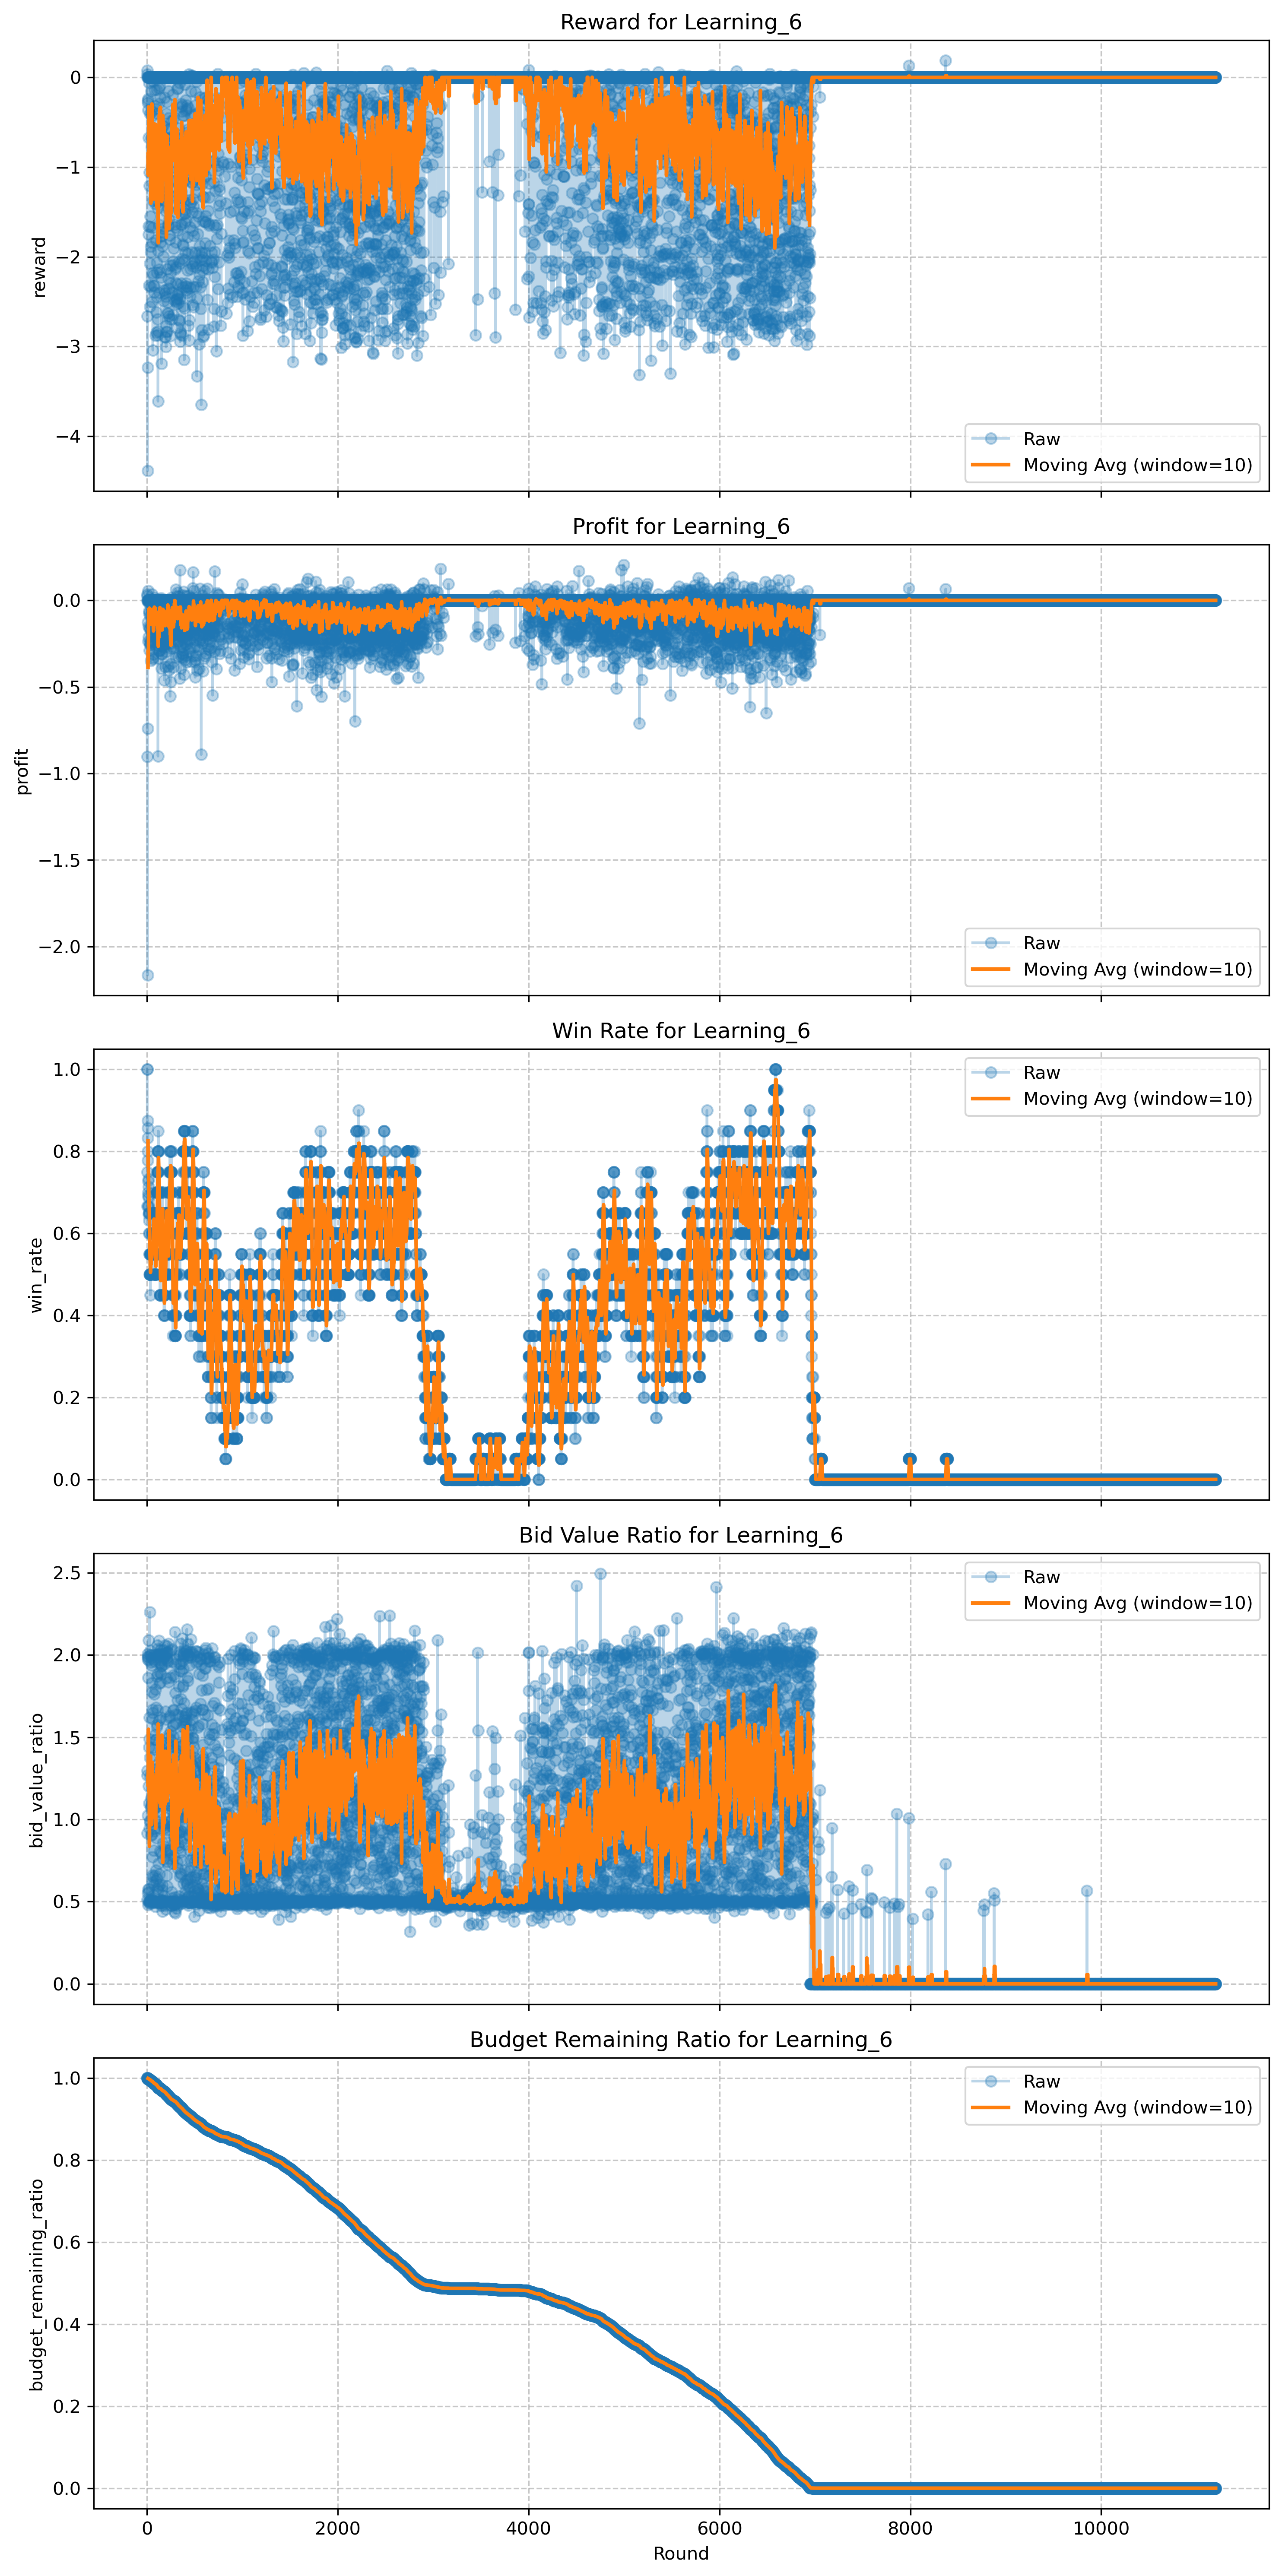 Reward for Learning_6
0
−1
−2
−3
−4
reward
Raw
Moving Avg (window=10)
Profit for Learning_6
0.0
−0.5
−1.0
−1.5
−2.0
profit
Raw
Moving Avg (window=10)
Win Rate for Learning_6
1.0
0.8
0.6
0.4
0.2
0.0
win_rate
Raw
Moving Avg (window=10)
Bid Value Ratio for Learning_6
2.5
2.0
1.5
1.0
0.5
0.0
bid_value_ratio
Raw
Moving Avg (window=10)
Budget Remaining Ratio for Learning_6
1.0
0.8
0.6
0.4
0.2
0.0
budget_remaining_ratio
Raw
Moving Avg (window=10)
0 2000 4000 6000 8000 10000
Round